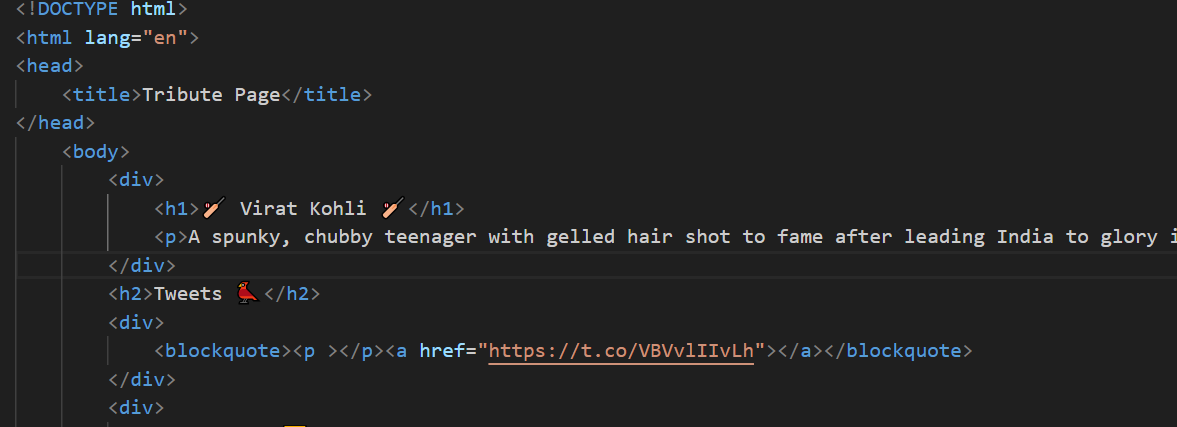 <!DOCTYPE html>
<html lang="en">
<head>
<title>Tribute Page</title>
</head>
<body>
<div>
<h1>🏏 Virat Kohli 🏏</h1>
<p>A spunky, chubby teenager with gelled hair shot to fame after leading India to glory i
</div>
<h2>Tweets 🐦</h2>
<div>
<blockquote><p ></p><a href="https://t.co/VBVvlIIvLh"></a></blockquote>
</div>
<div>